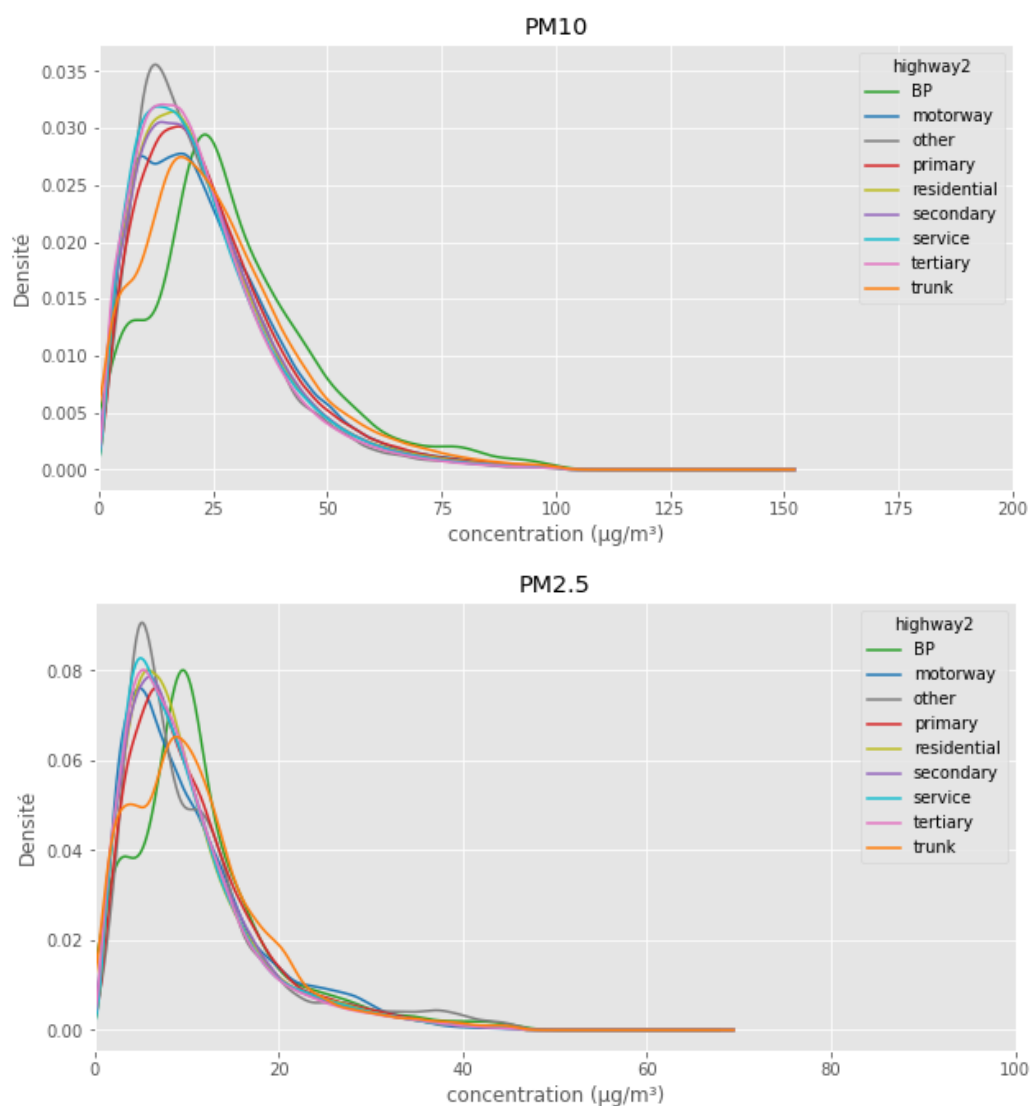 PM10
0.035
0.030
0.025
0.020
0.015
0.010
0.005
0.000
Densité
0 25 50 75 100 125 150 175 200
concentration (µg/m³)
highway2
BP
motorway
other
primary
residential
secondary
service
tertiary
trunk
PM2.5
0.08
0.06
0.04
0.02
0.00
Densité
0 20 40 60 80 100
concentration (µg/m³)
highway2
BP
motorway
other
primary
residential
secondary
service
tertiary
trunk